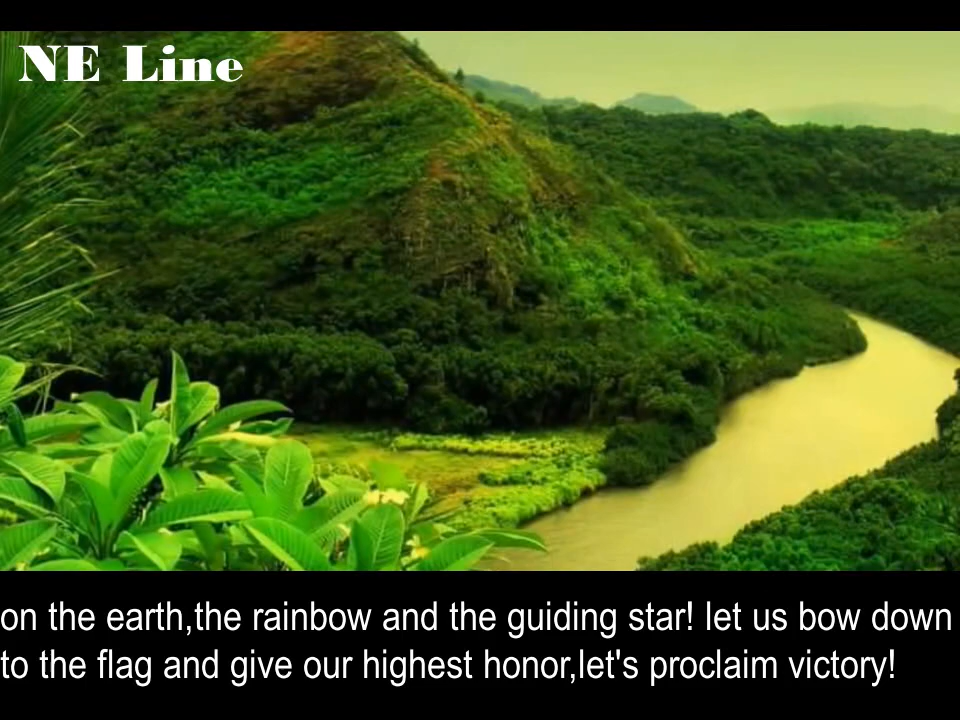 NE Line
on the earth,the rainbow and the guiding star! let us bow down
to the flag and give our highest honor,let's proclaim victory!